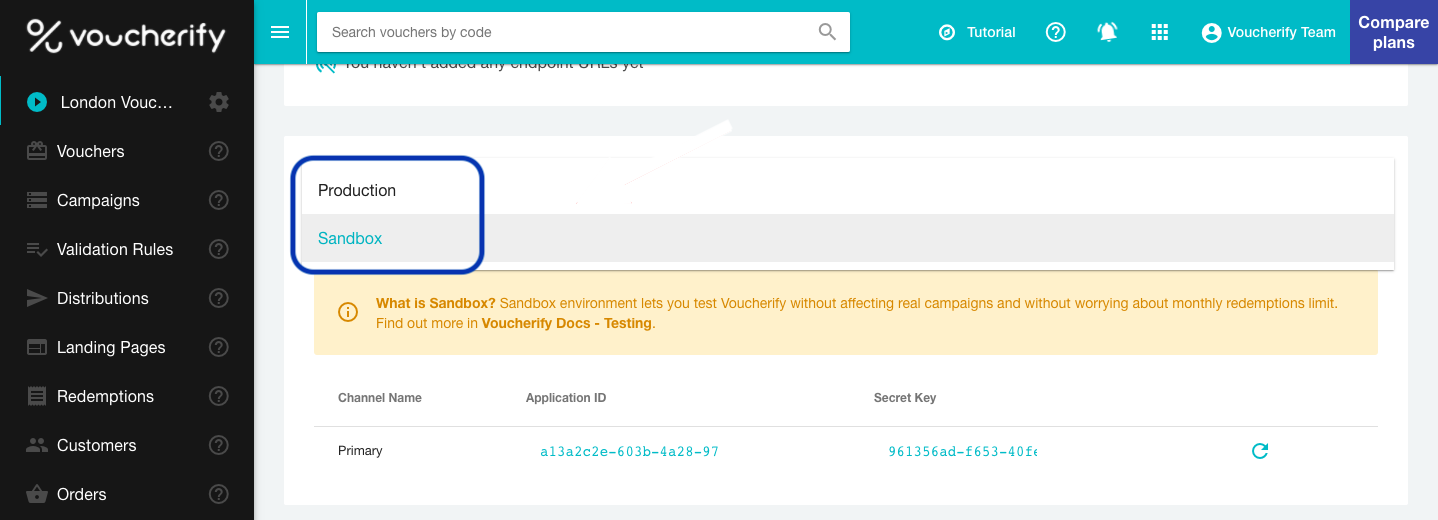 voucherify
Search vouchers by code
Tutorial
Voucherify Team
Compare
plans
London Vouc...
Vouchers
Campaigns
Validation Rules
Distributions
Landing Pages
Redemptions
Customers
Orders
You haven't added any endpoint URLs yet
Production
Sandbox
What is Sandbox? Sandbox environment lets you test Voucherify without affecting real campaigns and without worrying about monthly redemptions limit.
Find out more in Voucherify Docs - Testing.
Channel Name Application ID Secret Key
Primary a13a2c2e-603b-4a28-97 961356ad-f653-40fe